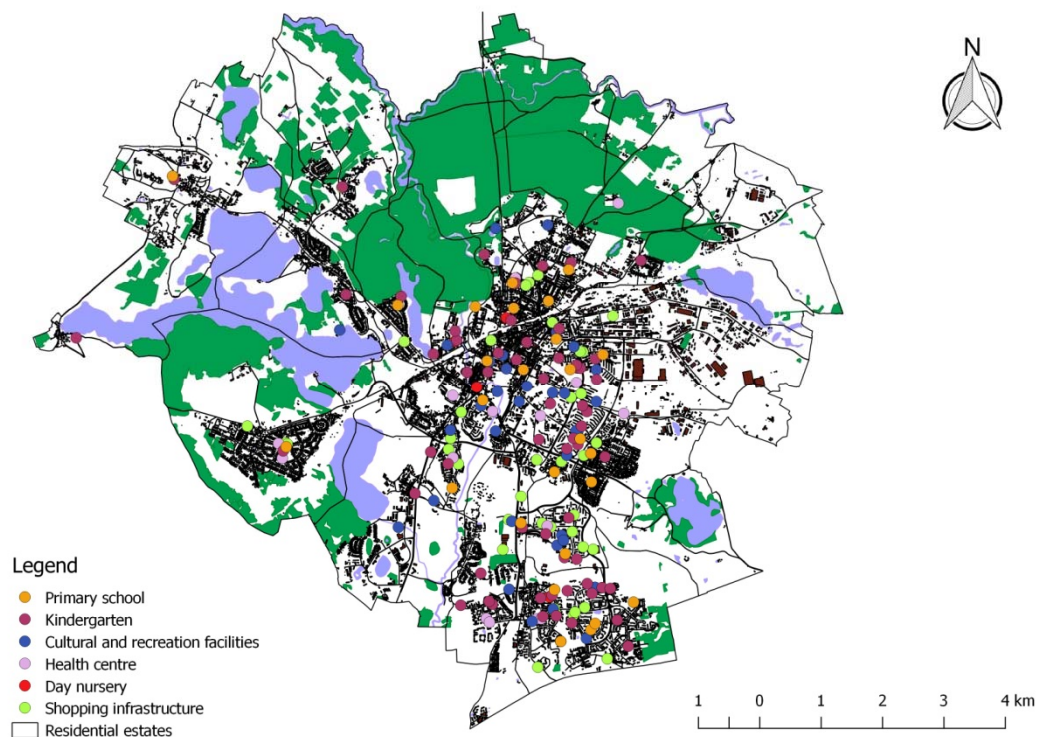 N
Legend
Primary school
Kindergarten
Cultural and recreation facilities
Health centre
Day nursery
Shopping infrastructure
Residential estates
1 0 1 2 3 4 km